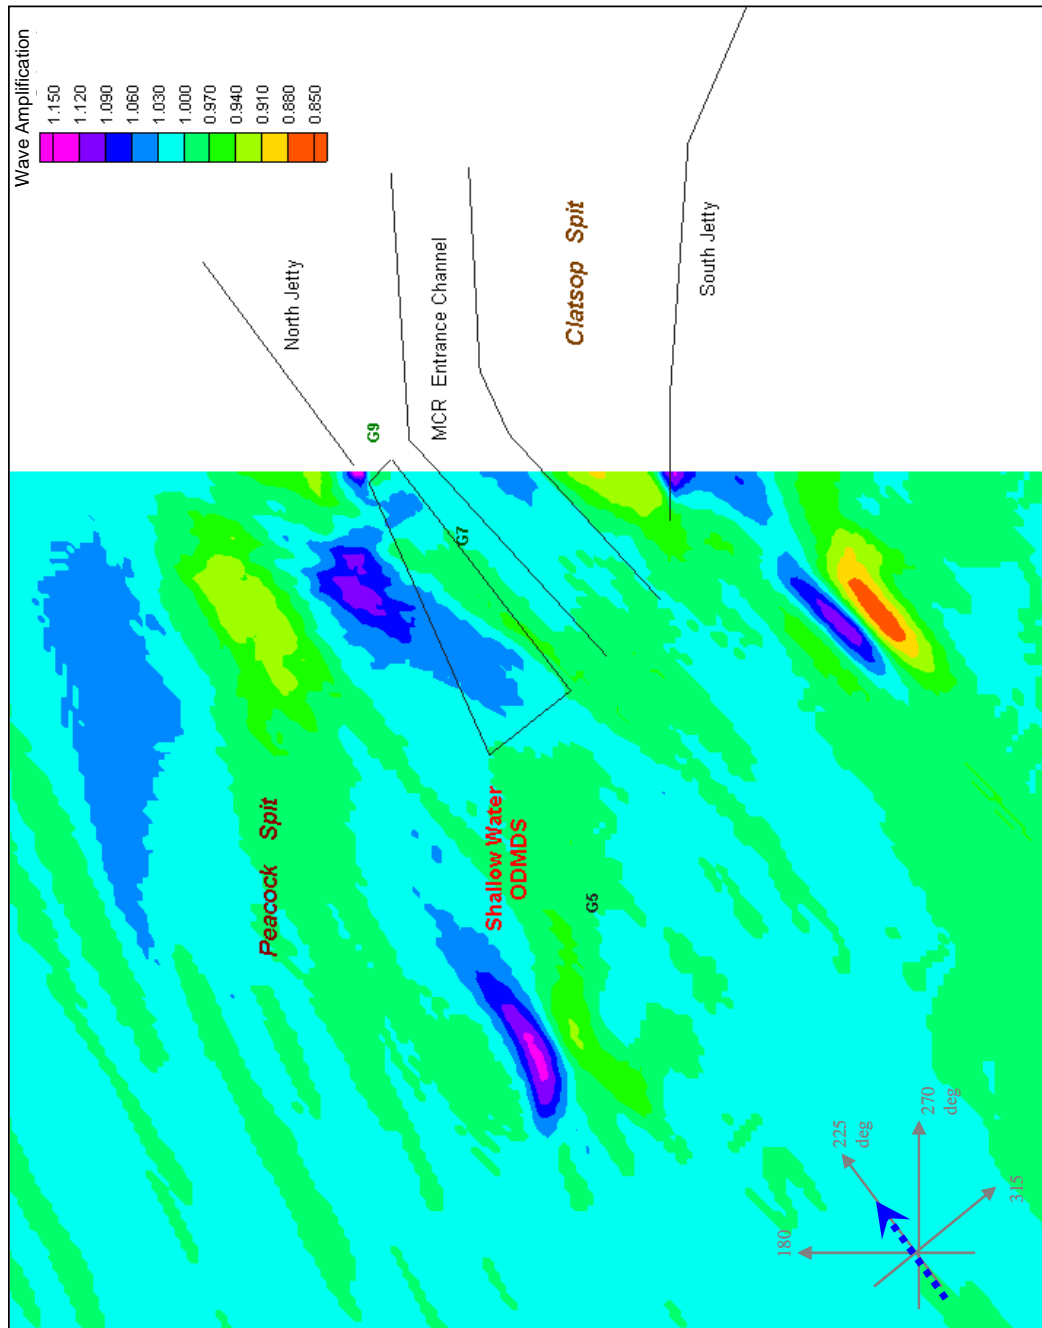 Wave Amplification
1.150
1.120
1.090
1.060
1.030
1.000
0.970
0.940
0.910
0.880
0.850
North Jetty
MCR Entrance Channel
Clatsop Spit
South Jetty
G9
G7
Peacock Spit
Shallow Water
ODMDS
G5
180
225
deg
270
deg
315